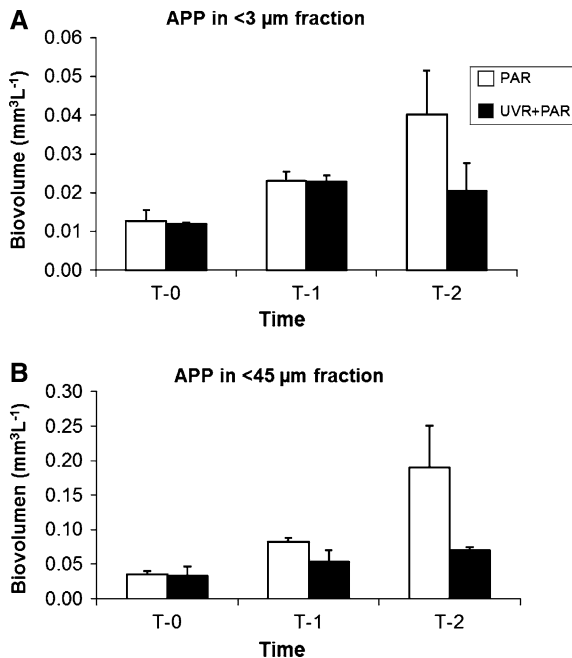 A
APP in <3 µm fraction
Biovolume (mm³L⁻¹)
0.06
0.05
0.04
0.03
0.02
0.01
0.00
T-0 T-1 T-2
Time
PAR
UVR+PAR
B
APP in <45 µm fraction
Biovolumen (mm³L⁻¹)
0.30
0.25
0.20
0.15
0.10
0.05
0.00
T-0 T-1 T-2
Time